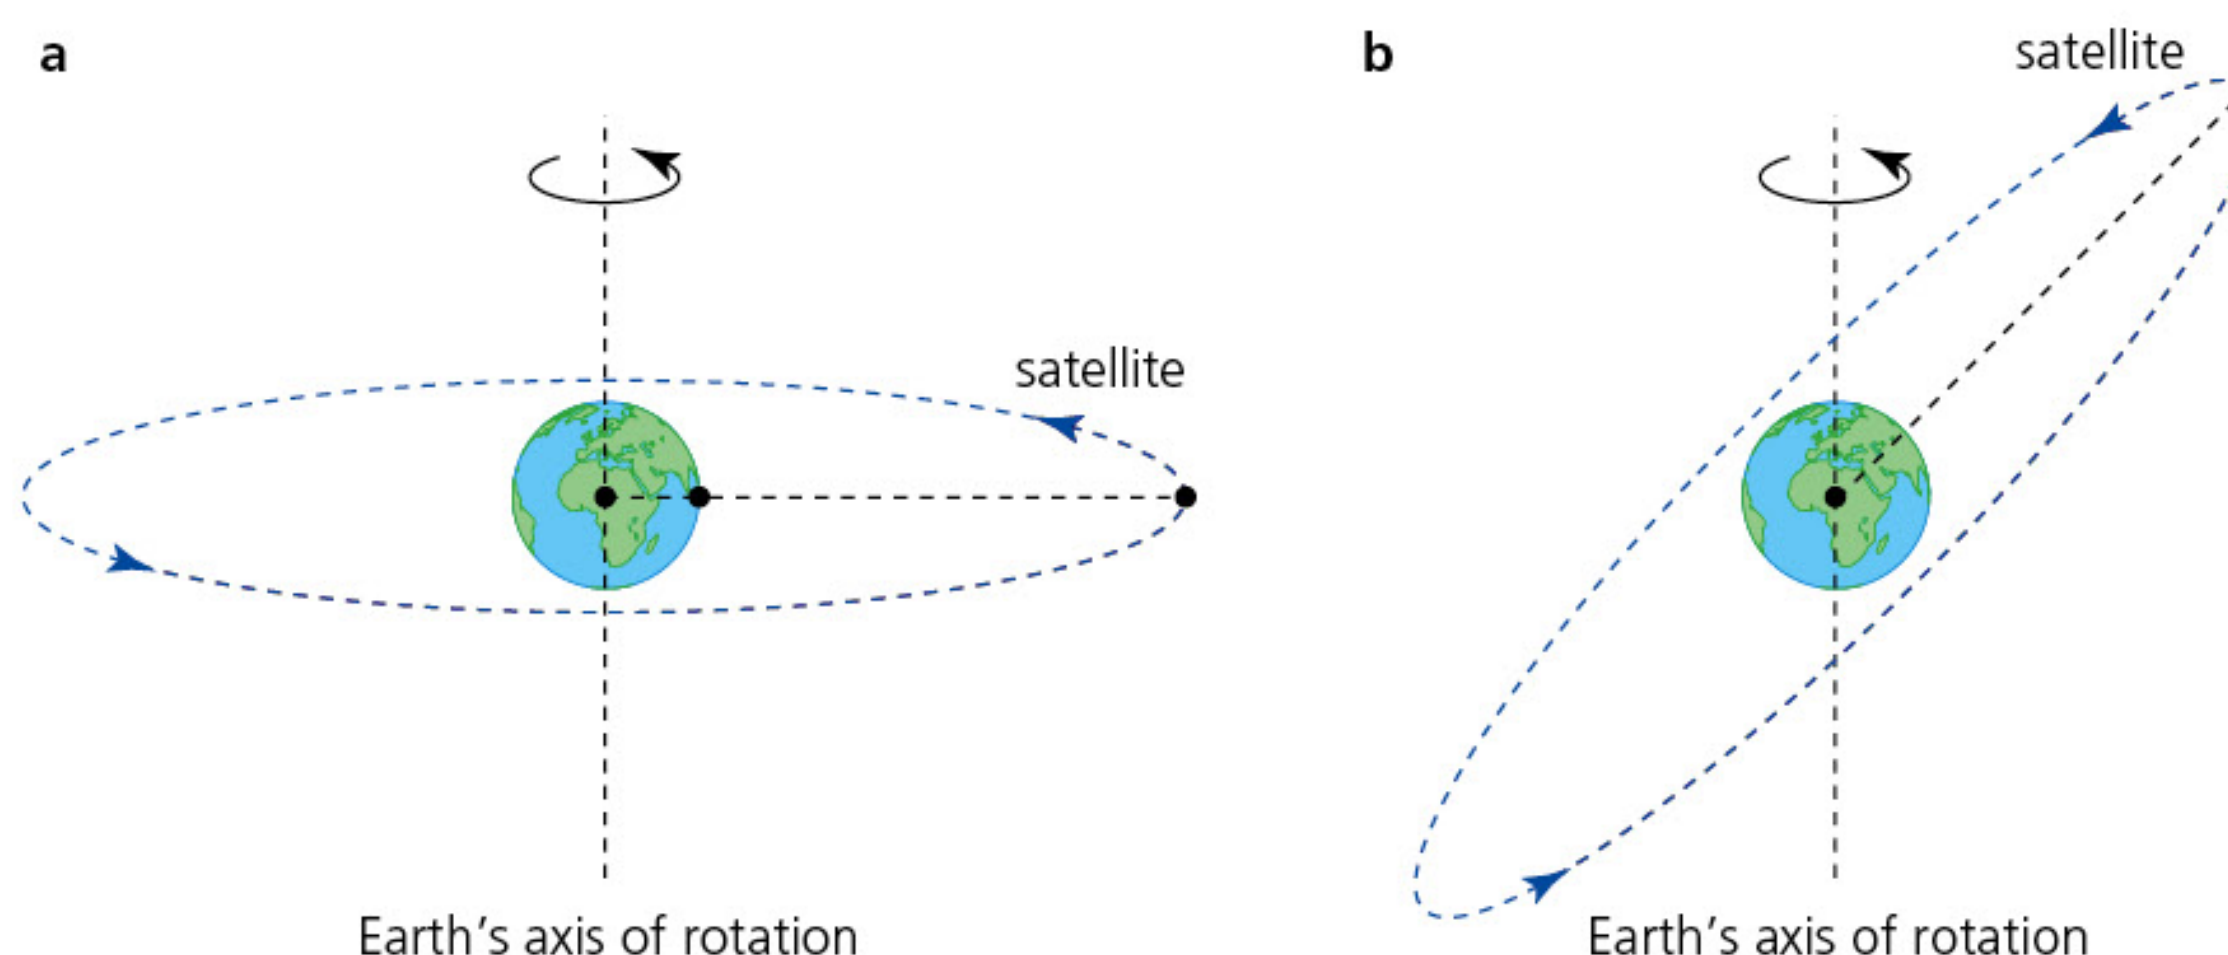 a
satellite
Earth’s axis of rotation
b
satellite
Earth’s axis of rotation